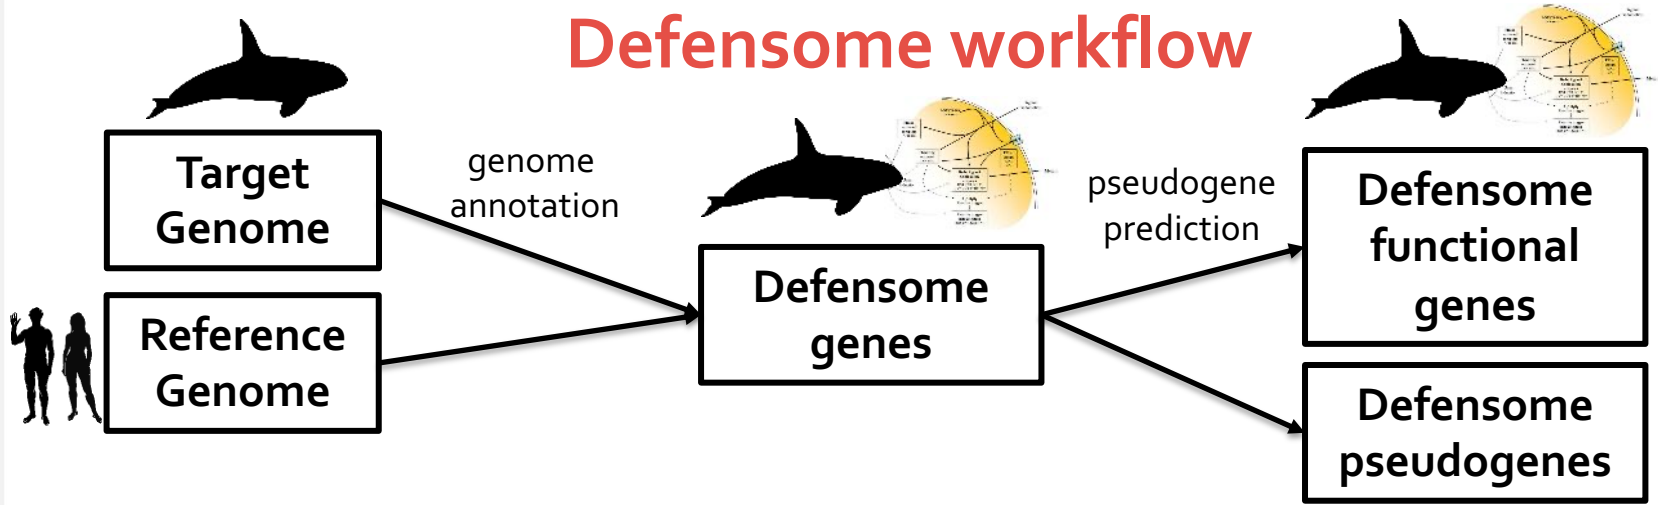 Defensome workflow
Target
Genome
genome
annotation
Reference
Genome
Defensome
genes
pseudogene
prediction
Defensome
functional
genes
Defensome
pseudogenes